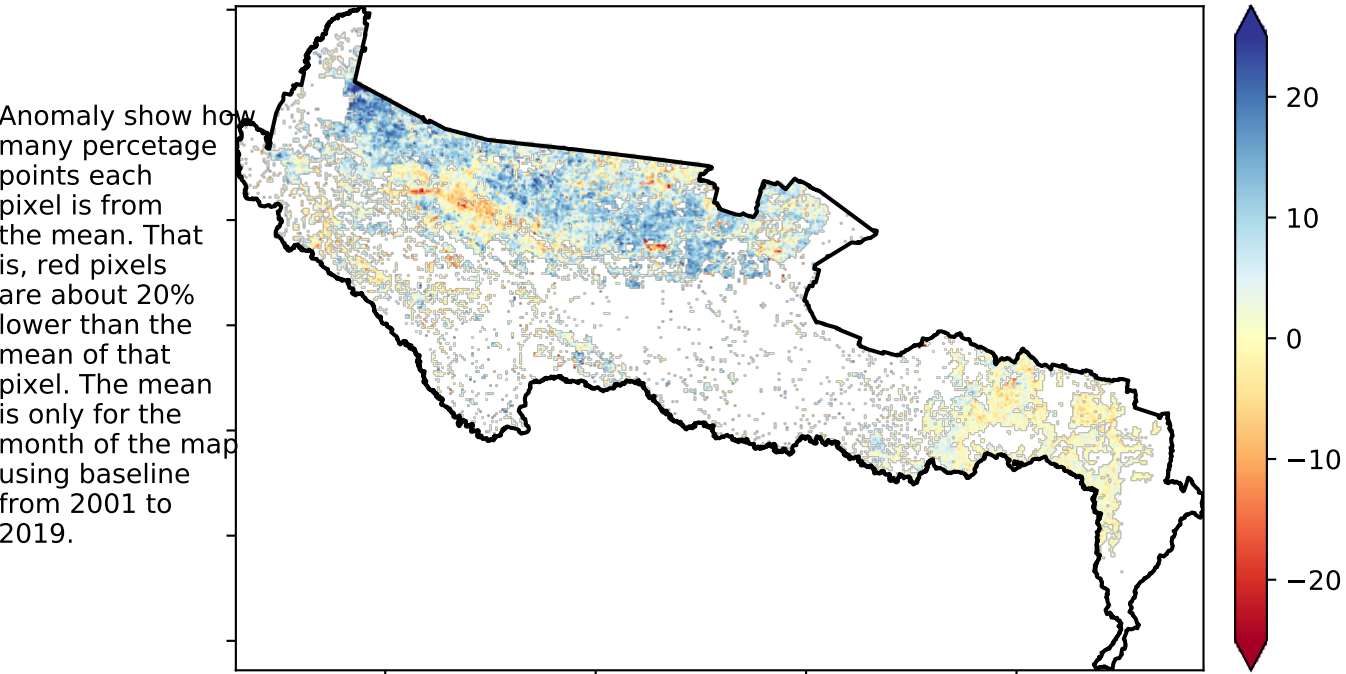 Anomaly show how
many percetage
points each
pixel is from
the mean. That
is, red pixels
are about 20%
lower than the
mean of that
pixel. The mean
is only for the
month of the map
using baseline
from 2001 to
2019.
20
10
0
−10
−20